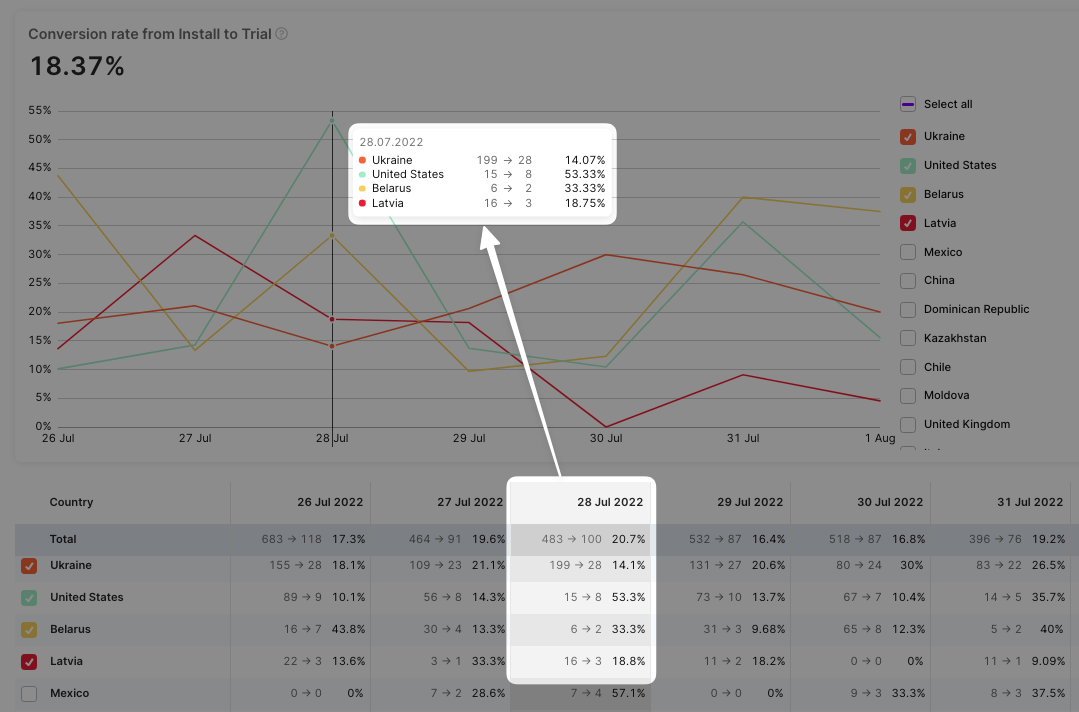 Conversion rate from Install to Trial ?
18.37%
55%
50%
45%
40%
35%
30%
25%
20%
15%
10%
5%
0%
26 Jul 27 Jul 28 Jul 29 Jul 30 Jul 31 Jul 1 Aug
28.07.2022
Ukraine 199 → 28 14.07%
United States 15 → 8 53.33%
Belarus 6 → 2 33.33%
Latvia 16 → 3 18.75%
Select all
Ukraine
United States
Belarus
Latvia
Mexico
China
Dominican Republic
Kazakhstan
Chile
Moldova
United Kingdom
Country 26 Jul 2022 27 Jul 2022 28 Jul 2022 29 Jul 2022 30 Jul 2022 31 Jul 2022
Total 683 → 118 17.3% 464 → 91 19.6% 483 → 100 20.7% 532 → 87 16.4% 518 → 87 16.8% 396 → 76 19.2%
Ukraine 155 → 28 18.1% 109 → 23 21.1% 199 → 28 14.1% 131 → 27 20.6% 80 → 24 30% 83 → 22 26.5%
United States 89 → 9 10.1% 56 → 8 14.3% 15 → 8 53.3% 73 → 10 13.7% 67 → 7 10.4% 14 → 5 35.7%
Belarus 16 → 7 43.8% 30 → 4 13.3% 6 → 2 33.3% 31 → 3 9.68% 65 → 8 12.3% 5 → 2 40%
Latvia 22 → 3 13.6% 3 → 1 33.3% 16 → 3 18.8% 11 → 2 18.2% 0 → 0 0% 11 → 1 9.09%
Mexico 0 → 0 0% 7 → 2 28.6% 7 → 4 57.1% 0 → 0 0% 9 → 3 33.3% 8 → 3 37.5%